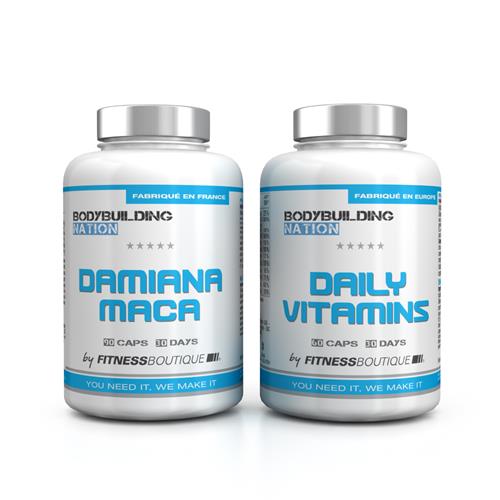 FABRIQUÉ EN FRANCE
BODYBUILDING
NATION
DAMIANA
MACA
90 CAPS 30 DAYS
by FITNESSBOUTIQUE
YOU NEED IT, WE MAKE IT
FABRIQUÉ EN EUROPE
BODYBUILDING
NATION
DAILY
VITAMINS
60 CAPS 30 DAYS
by FITNESSBOUTIQUE
YOU NEED IT, WE MAKE IT